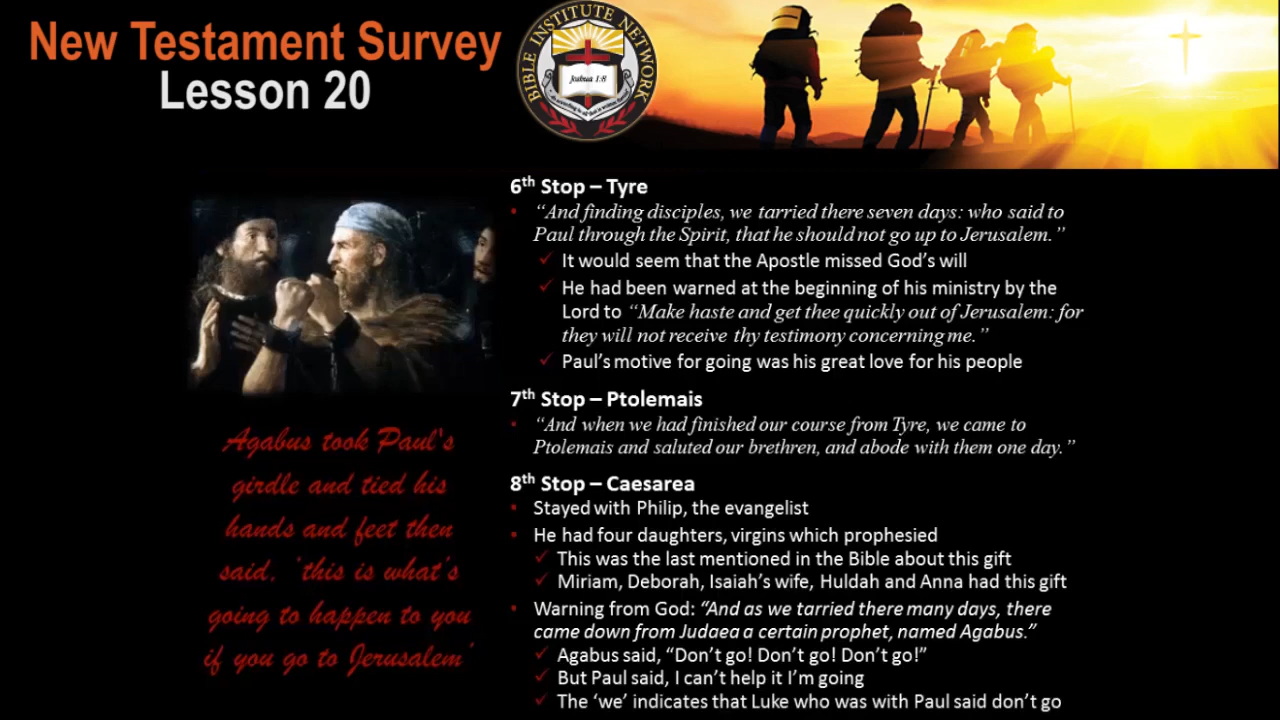 New Testament Survey
Lesson 20
BIBLE INSTITUTE NETWORK
Joshua 1:8
6th Stop – Tyre
“And finding disciples, we tarried there seven days: who said to
Paul through the Spirit, that he should not go up to Jerusalem.”
It would seem that the Apostle missed God’s will
He had been warned at the beginning of his ministry by the
Lord to “Make haste and get thee quickly out of Jerusalem: for
they will not receive thy testimony concerning me.”
Paul’s motive for going was his great love for his people
7th Stop – Ptolemais
“And when we had finished our course from Tyre, we came to
Ptolemais and saluted our brethren, and abode with them one day.”
8th Stop – Caesarea
Stayed with Philip, the evangelist
He had four daughters, virgins which prophesied
This was the last mentioned in the Bible about this gift
Miriam, Deborah, Isaiah’s wife, Huldah and Anna had this gift
Warning from God: “And as we tarried there many days, there
came down from Judaea a certain prophet, named Agabus.”
Agabus said, “Don’t go! Don’t go! Don’t go!”
But Paul said, I can’t help it I’m going
The ‘we’ indicates that Luke who was with Paul said don’t go
Agabus took Paul's
girdle and tied his
hands and feet then
said, 'this is what's
going to happen to you
if you go to Jerusalem'